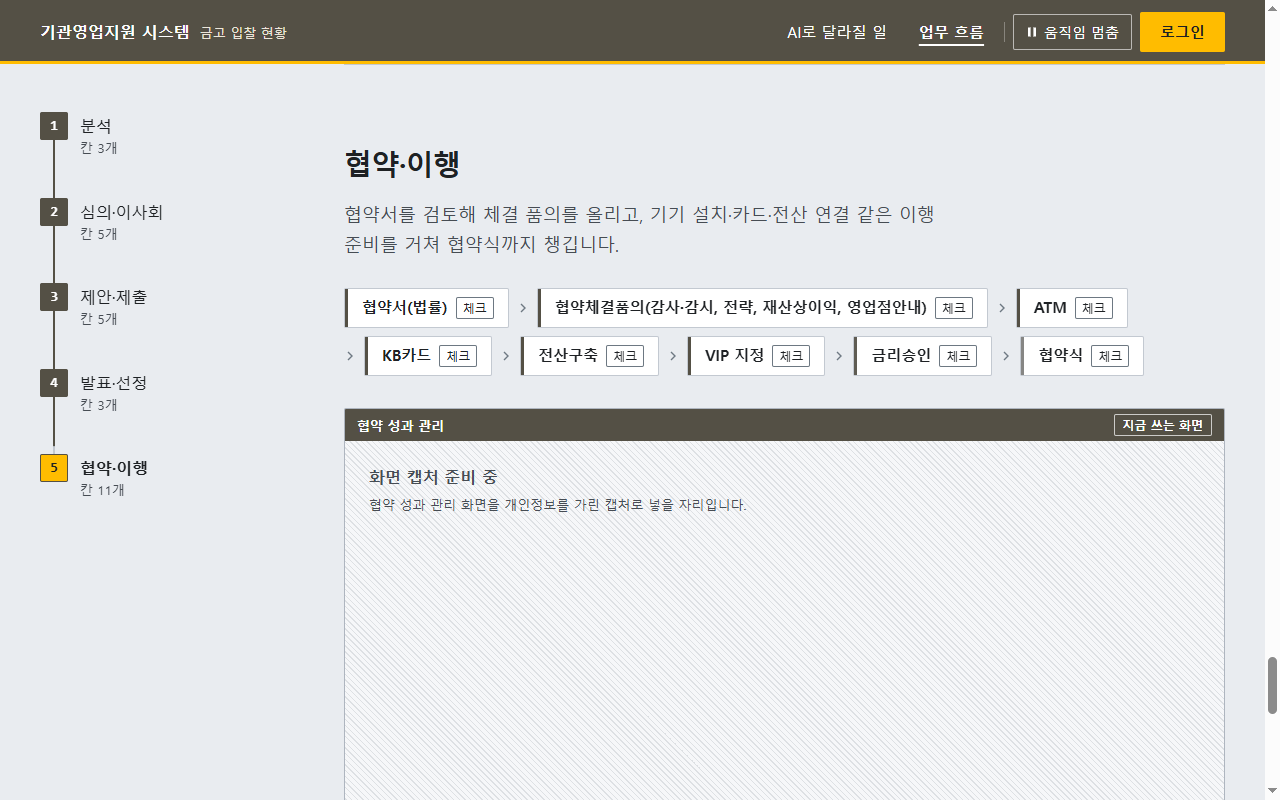 기관영업지원 시스템 금고 입찰 현황 AI로 달라질 일 업무 흐름 움직임 멈춤 로그인
1 분석
칸 3개
2 심의·이사회
칸 5개
3 제안·제출
칸 5개
4 발표·선정
칸 3개
5 협약·이행
칸 11개
협약·이행
협약서를 검토해 체결 품의를 올리고, 기기 설치·카드·전산 연결 같은 이행
준비를 거쳐 협약식까지 챙깁니다.
협약서(법률) 체크 › 협약체결품의(감사·감시, 전략, 재산상이익, 영업점안내) 체크 › ATM 체크
› KB카드 체크 › 전산구축 체크 › VIP 지정 체크 › 금리승인 체크 › 협약식 체크
협약 성과 관리 지금 쓰는 화면
화면 캡처 준비 중
협약 성과 관리 화면을 개인정보를 가린 캡처로 넣을 자리입니다.